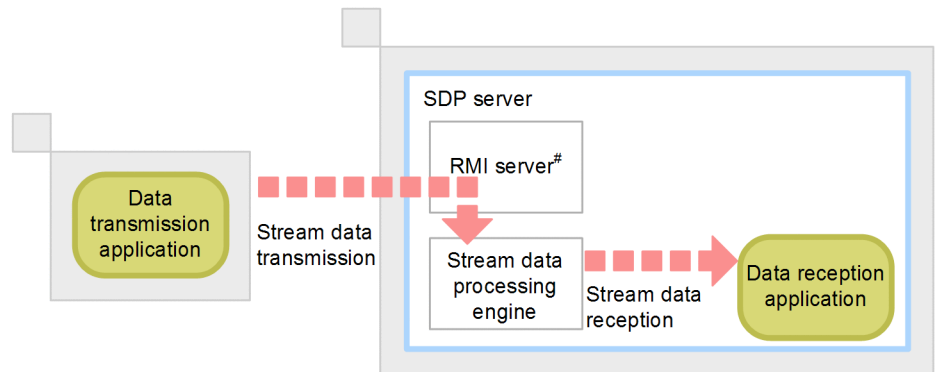 SDP server
RMI server#
Data
transmission
application
Stream data
transmission
Stream data
processing
engine
Stream data
reception
Data reception
application